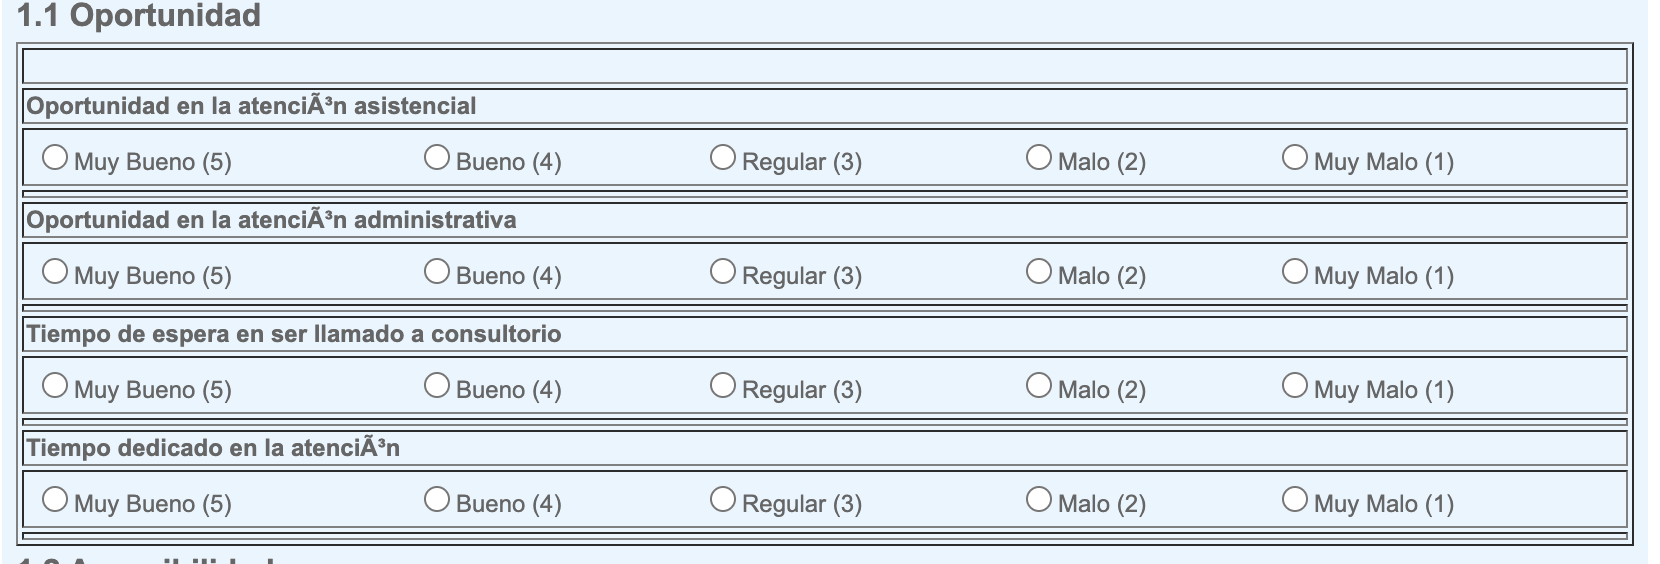 1.1 Oportunidad
Oportunidad en la atenciÃ³n asistencial
Muy Bueno (5) Bueno (4) Regular (3) Malo (2) Muy Malo (1)
Oportunidad en la atenciÃ³n administrativa
Muy Bueno (5) Bueno (4) Regular (3) Malo (2) Muy Malo (1)
Tiempo de espera en ser llamado a consultorio
Muy Bueno (5) Bueno (4) Regular (3) Malo (2) Muy Malo (1)
Tiempo dedicado en la atenciÃ³n
Muy Bueno (5) Bueno (4) Regular (3) Malo (2) Muy Malo (1)